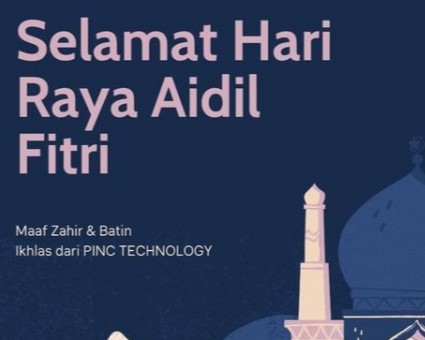 Selamat Hari
Raya Aidil
Fitri
Maaf Zahir & Batin
Ikhlas dari PINC TECHNOLOGY